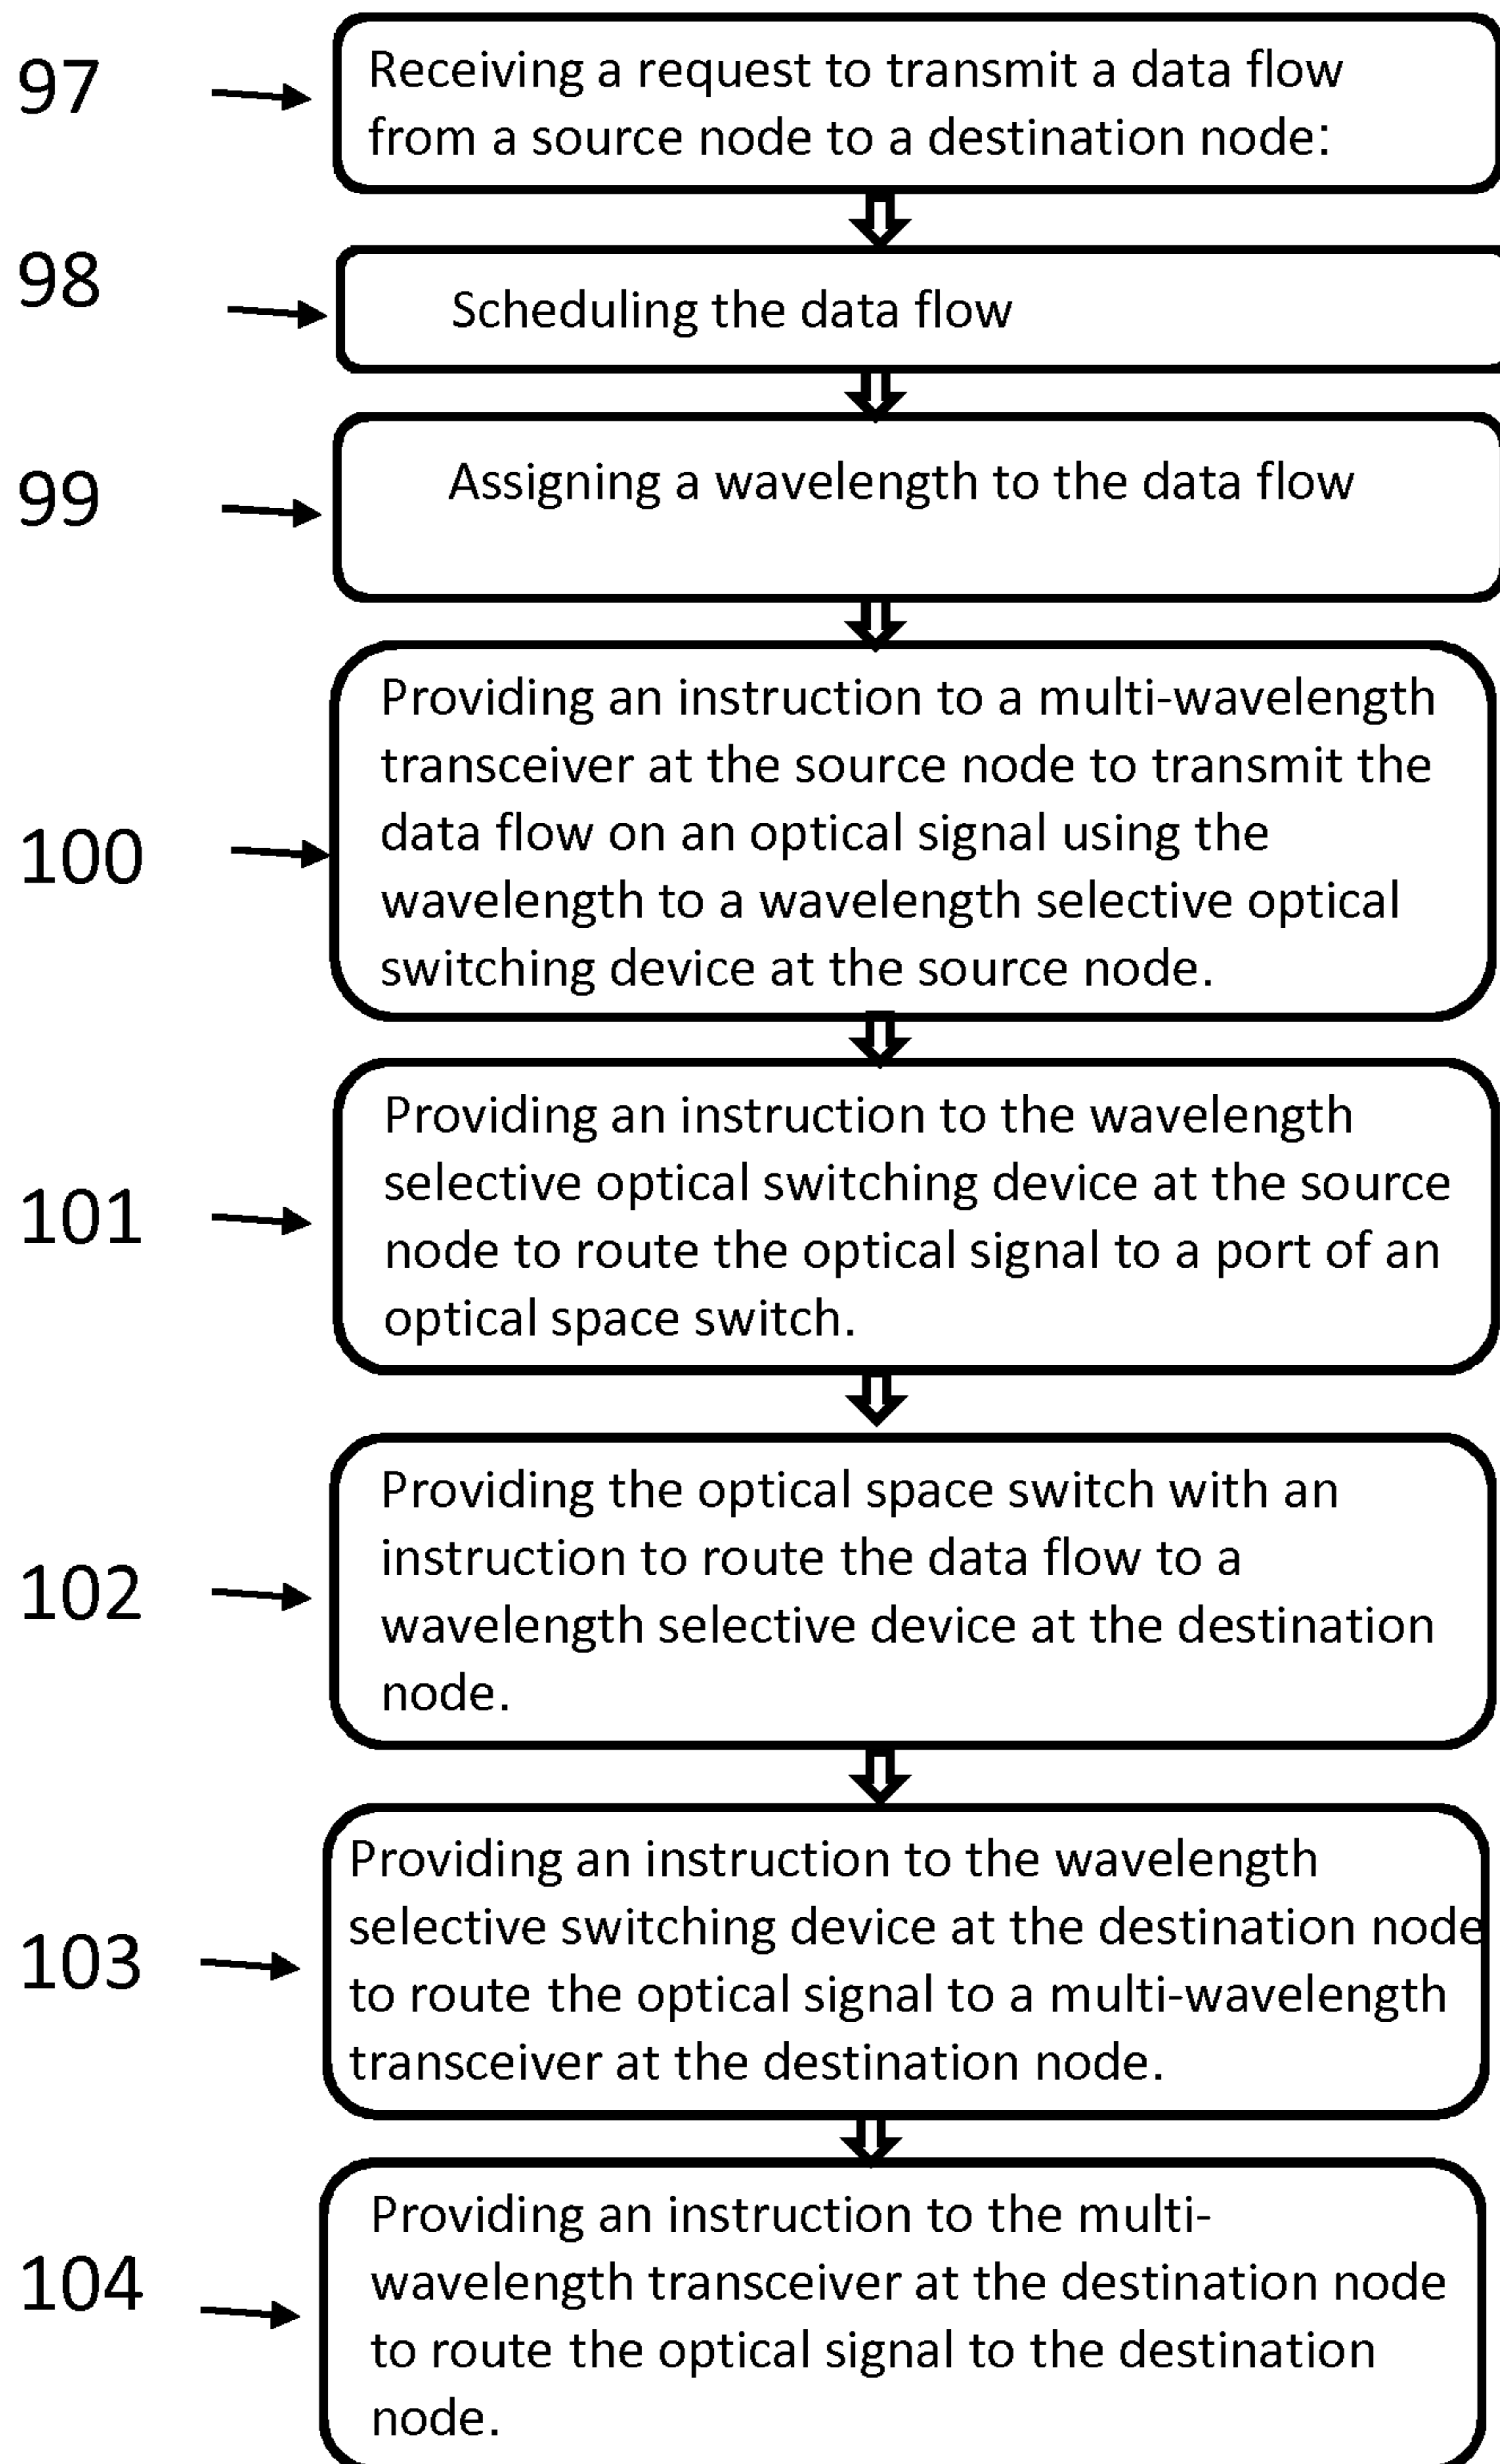 97
Receiving a request to transmit a data flow
from a source node to a destination node:
98
Scheduling the data flow
99
Assigning a wavelength to the data flow
100
Providing an instruction to a multi-wavelength
transceiver at the source node to transmit the
data flow on an optical signal using the
wavelength to a wavelength selective optical
switching device at the source node.
101
Providing an instruction to the wavelength
selective optical switching device at the source
node to route the optical signal to a port of an
optical space switch.
102
Providing the optical space switch with an
instruction to route the data flow to a
wavelength selective device at the destination
node.
103
Providing an instruction to the wavelength
selective switching device at the destination node
to route the optical signal to a multi-wavelength
transceiver at the destination node.
104
Providing an instruction to the multi-
wavelength transceiver at the destination node
to route the optical signal to the destination
node.